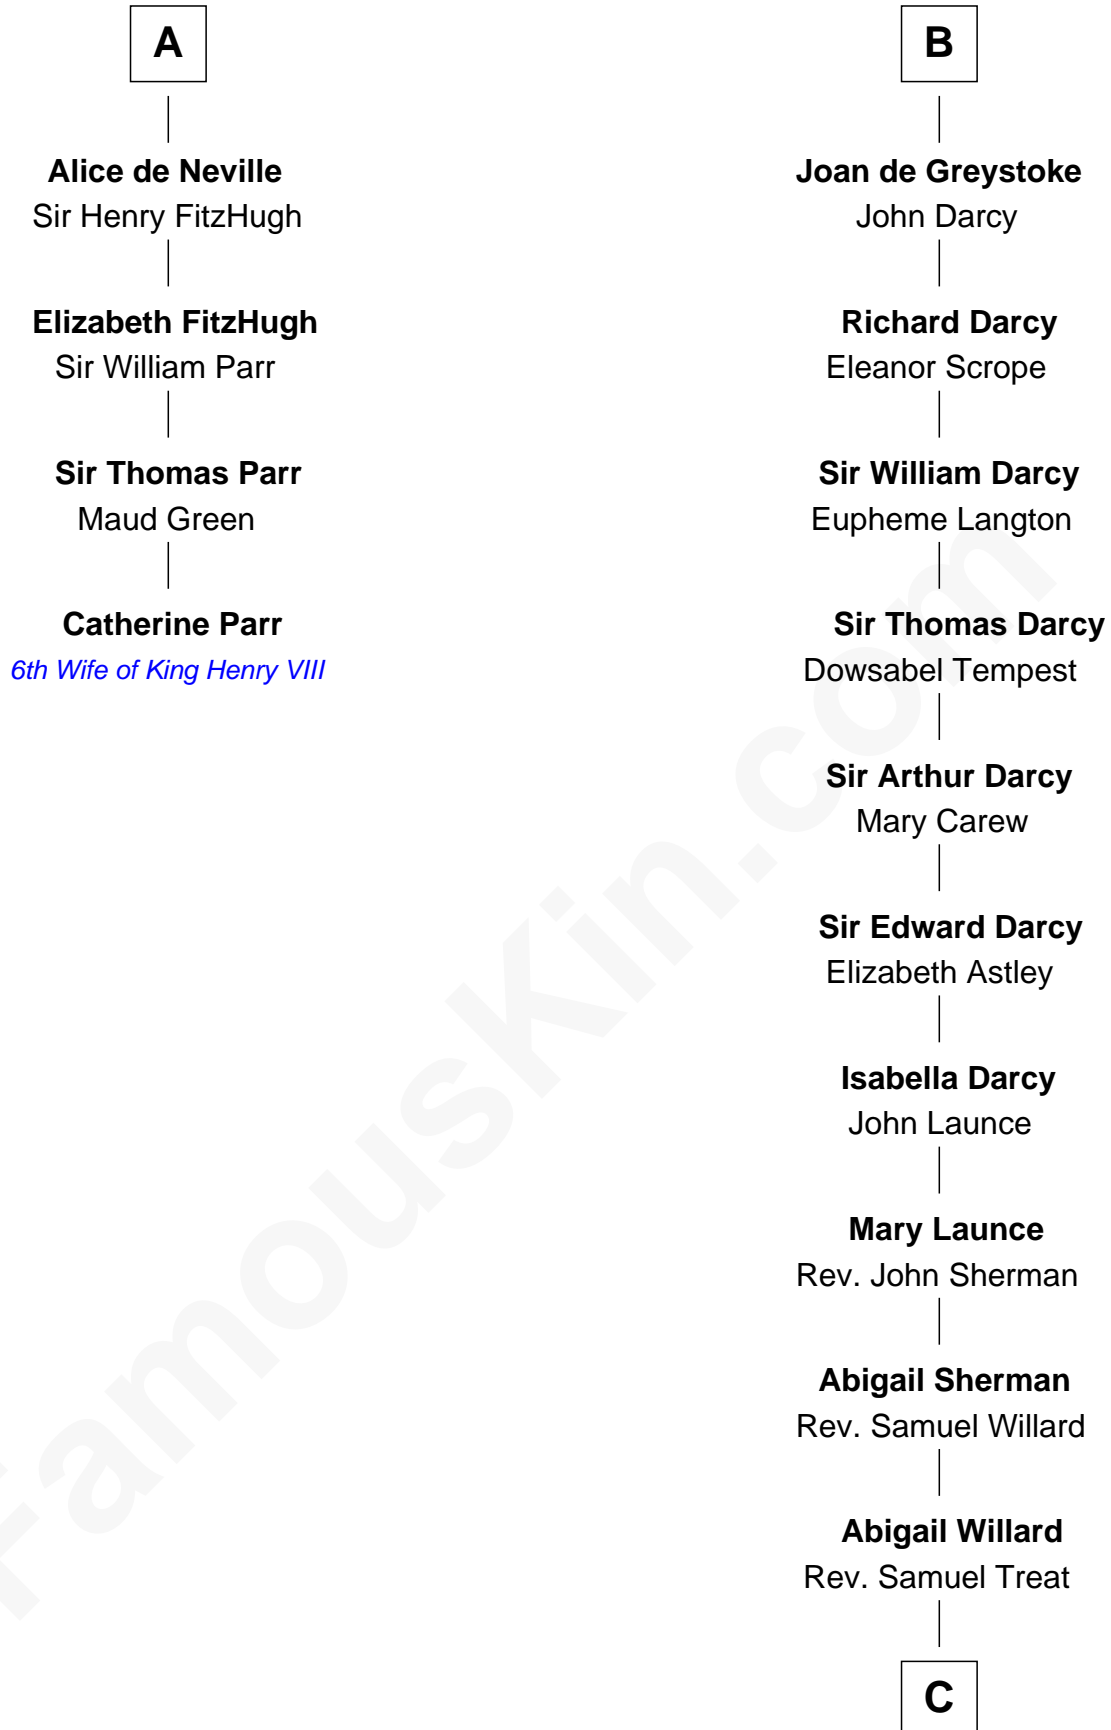 A
Alice de Neville
Sir Henry FitzHugh
Elizabeth FitzHugh
Sir William Parr
Sir Thomas Parr
Maud Green
Catherine Parr
6th Wife of King Henry VIII
B
Joan de Greystoke
John Darcy
Richard Darcy
Eleanor Scrope
Sir William Darcy
Eupheme Langton
Sir Thomas Darcy
Dowsabel Tempest
Sir Arthur Darcy
Mary Carew
Sir Edward Darcy
Elizabeth Astley
Isabella Darcy
John Launce
Mary Launce
Rev. John Sherman
Abigail Sherman
Rev. Samuel Willard
Abigail Willard
Rev. Samuel Treat
C
FamousKin.com